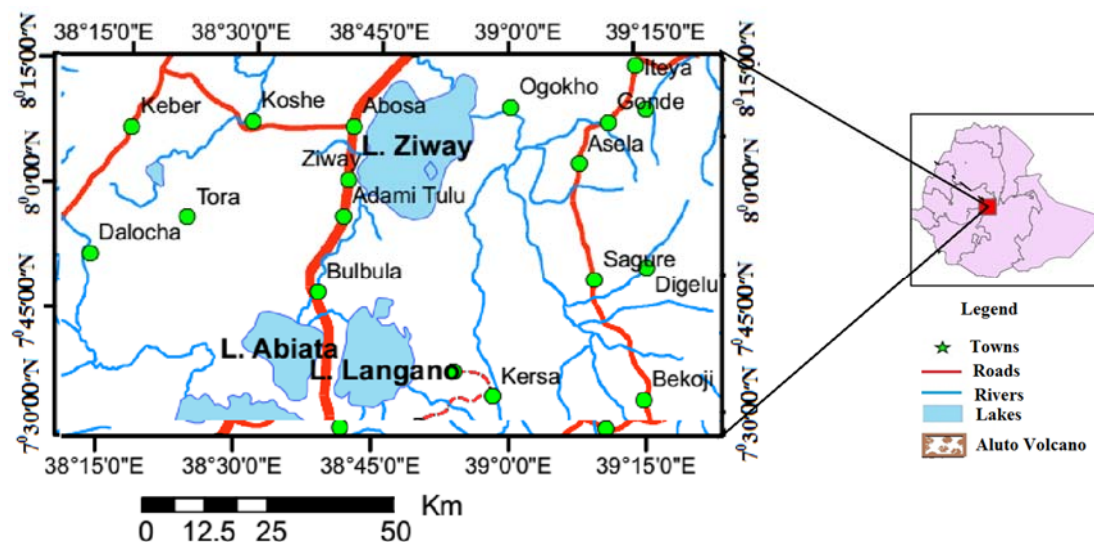 38°15'0"E 38°30'0"E 38°45'0"E 39°0'0"E 39°15'0"E
8°15'00"N 8°15'00"N
Iteya
Keber Koshe Abosa Ogokho Gonde
L. Ziway
Ziway Asela
8°0'00"N 8°0'00"N
Tora Adami Tulu
Dalocha
Sagure
Bulbula Digelu
7°45'00"N 7°45'00"N
L. Abiata
L. Langano Kersa Bekoji
7°30'00"N 7°30'00"N
38°15'0"E 38°30'0"E 38°45'0"E 39°0'0"E 39°15'0"E
Km
0 12.5 25 50
Legend
Towns
Roads
Rivers
Lakes
Aluto Volcano